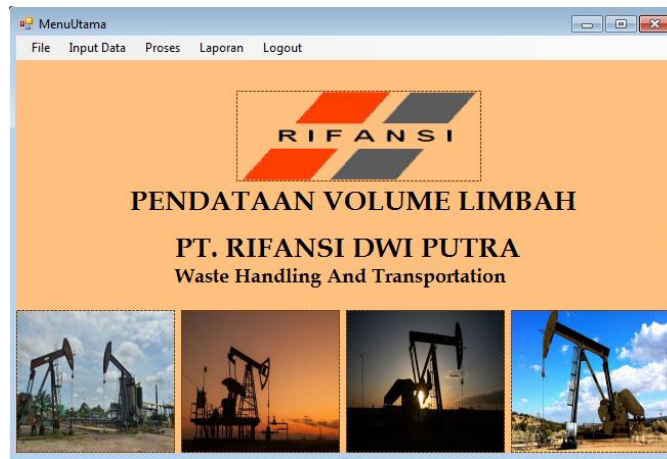 MenuUtama
File Input Data Proses Laporan Logout
RIFANSI
PENDATAAN VOLUME LIMBAH
PT. RIFANSI DWI PUTRA
Waste Handling And Transportation